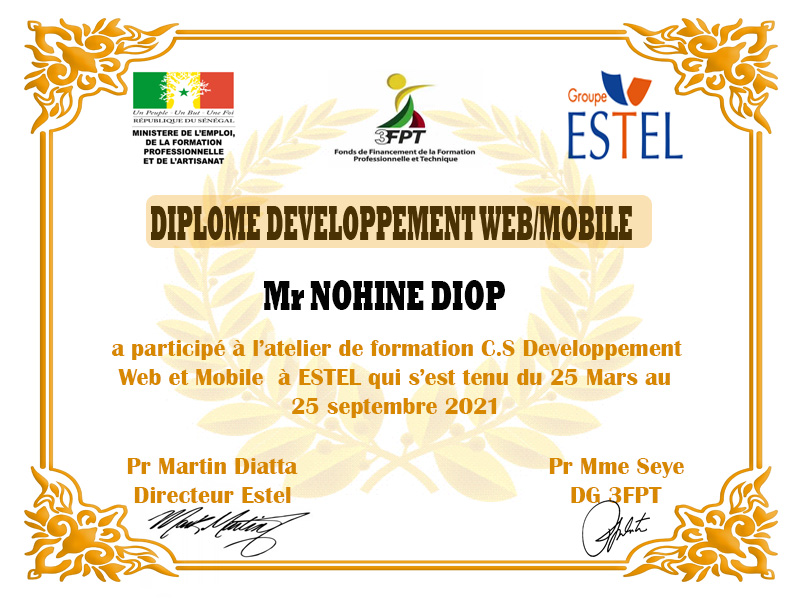 Un Peuple - Un But - Une Foi
RÉPUBLIQUE DU SÉNÉGAL
MINISTERE DE L'EMPLOI,
DE LA FORMATION
PROFESSIONNELLE
ET DE L'ARTISANAT
3FPT
Fonds de Financement de la Formation
Professionnelle et Technique
Groupe
ESTEL
DIPLOME DEVELOPPEMENT WEB/MOBILE
Mr NOHINE DIOP
a participé à l'atelier de formation C.S Developpement
Web et Mobile à ESTEL qui s'est tenu du 25 Mars au
25 septembre 2021
Pr Martin Diatta
Directeur Estel
Pr Mme Seye
DG 3FPT